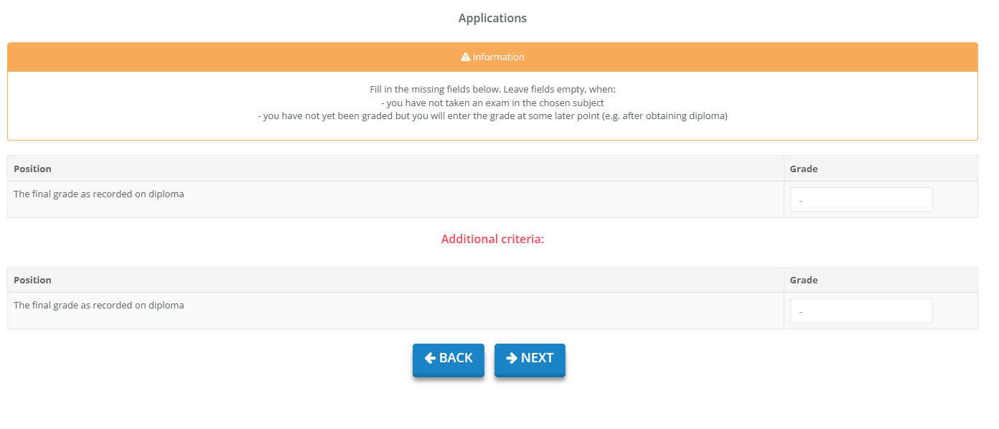 Applications
Information
Fill in the missing fields below. Leave fields empty, when:
- you have not taken an exam in the chosen subject
- you have not yet been graded but you will enter the grade at some later point (e.g. after obtaining diploma)
Position Grade
The final grade as recorded on diploma -
Additional criteria:
Position Grade
The final grade as recorded on diploma -
BACK NEXT